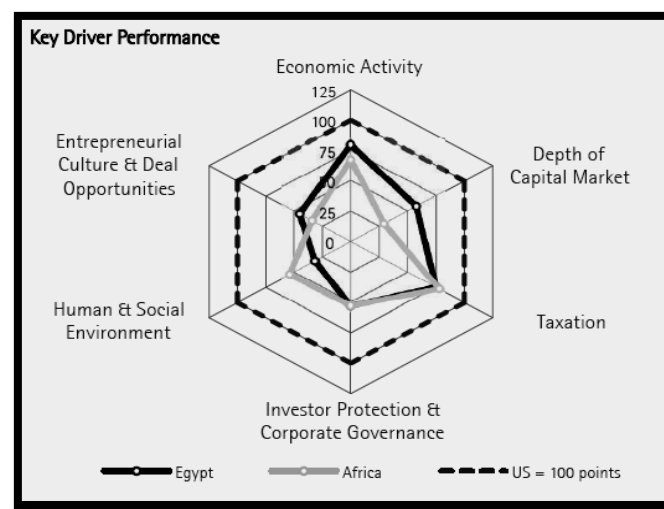 Key Driver Performance
Economic Activity
125
100
75
50
25
0
Entrepreneurial
Culture & Deal
Opportunities
Depth of
Capital Market
Human & Social
Environment
Taxation
Investor Protection &
Corporate Governance
Egypt
Africa
US = 100 points